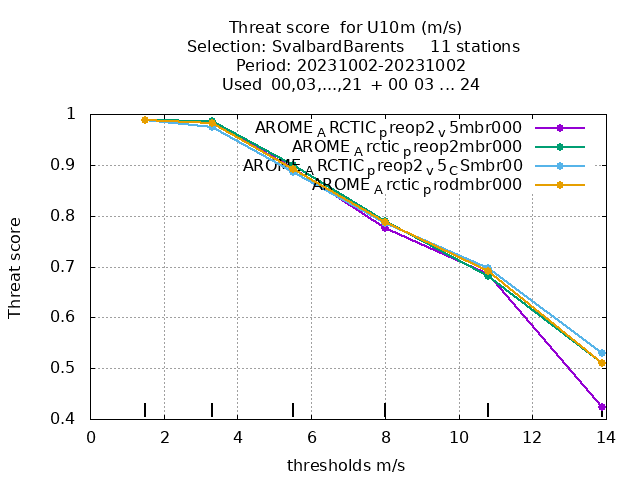 Threat score  for U10m (m/s)
Selection: SvalbardBarents     11 stations
Period: 20231002-20231002
Used  00,03,...,21  + 00 03 ... 24
AROME_ARCTIC_preop2_v5mbr000
AROME_Arctic_preop2mbr000
AROME_ARCTIC_preop2_v5_CSmbr00
AROME_Arctic_prodmbr000
Threat score
1
0.9
0.8
0.7
0.6
0.5
0.4
0 2 4 6 8 10 12 14
thresholds m/s